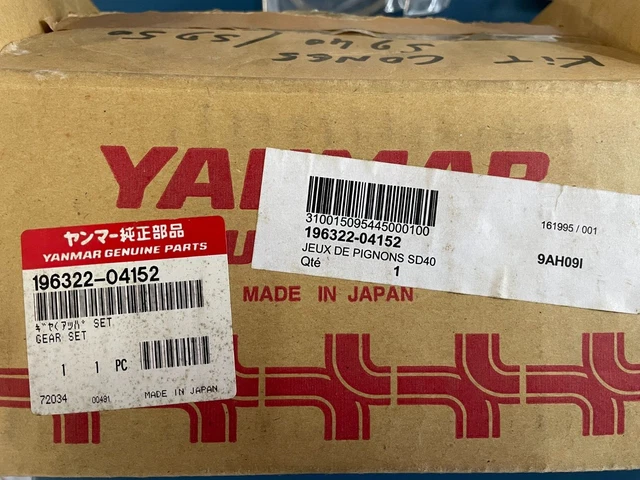 KiT CONES SD40 / SD50
YANMAR
MADE IN JAPAN
ヤンマー純正部品
YANMAR GENUINE PARTS
196322-04152
ギヤ(アッパ SET
GEAR SET
1 1 PC
72034 00491 MADE IN JAPAN
310015095445000100
196322-04152
JEUX DE PIGNONS SD40
Qté 1
161995 / 001
9AH09I